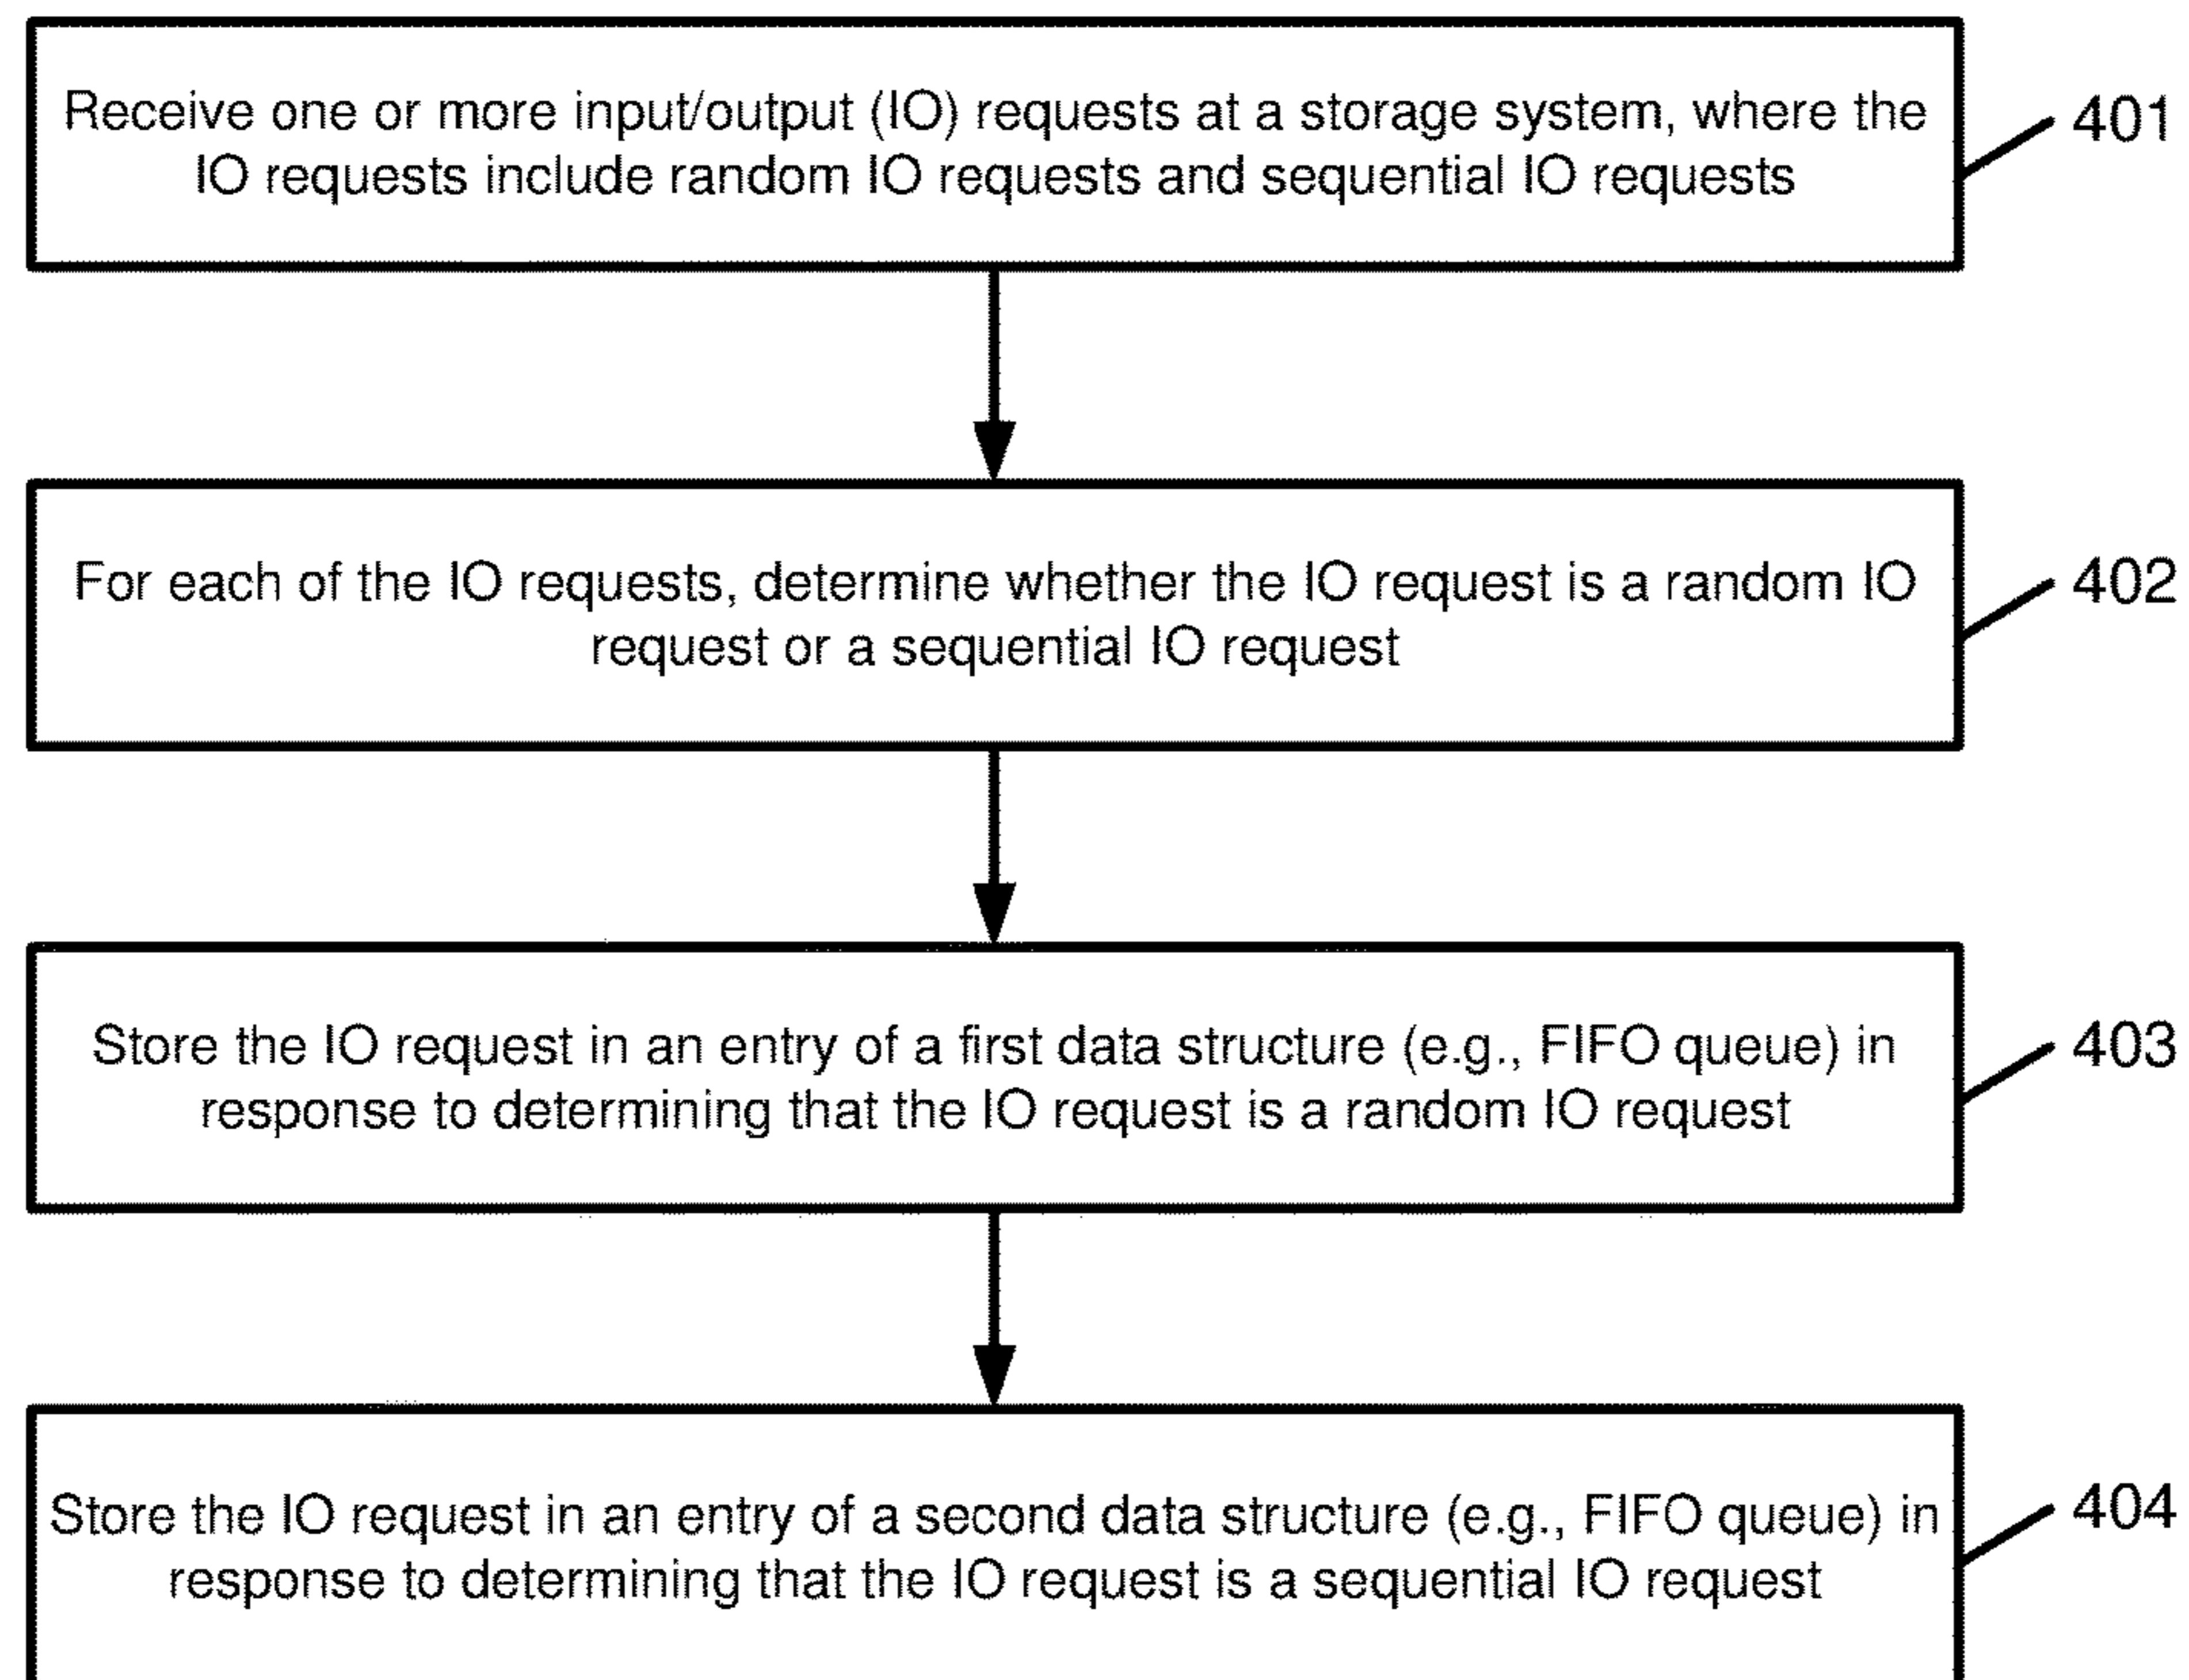 Receive one or more input/output (IO) requests at a storage system, where the
IO requests include random IO requests and sequential IO requests
401
For each of the IO requests, determine whether the IO request is a random IO
request or a sequential IO request
402
Store the IO request in an entry of a first data structure (e.g., FIFO queue) in
response to determining that the IO request is a random IO request
403
Store the IO request in an entry of a second data structure (e.g., FIFO queue) in
response to determining that the IO request is a sequential IO request
404